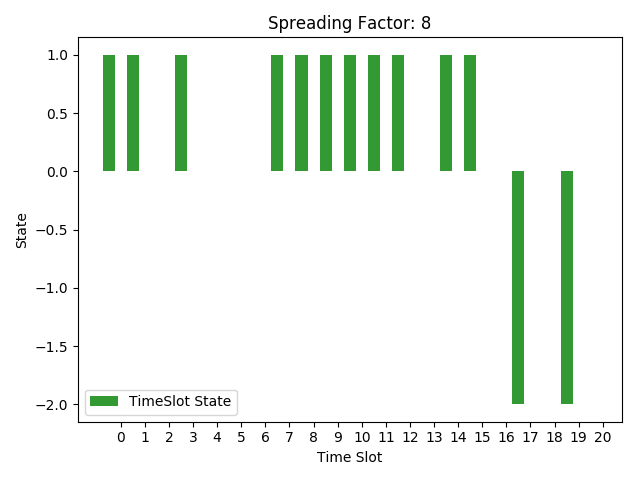 Spreading Factor: 8
1.0
0.5
0.0
−0.5
−1.0
−1.5
−2.0
State
TimeSlot State
0 1 2 3 4 5 6 7 8 9 10 11 12 13 14 15 16 17 18 19 20
Time Slot